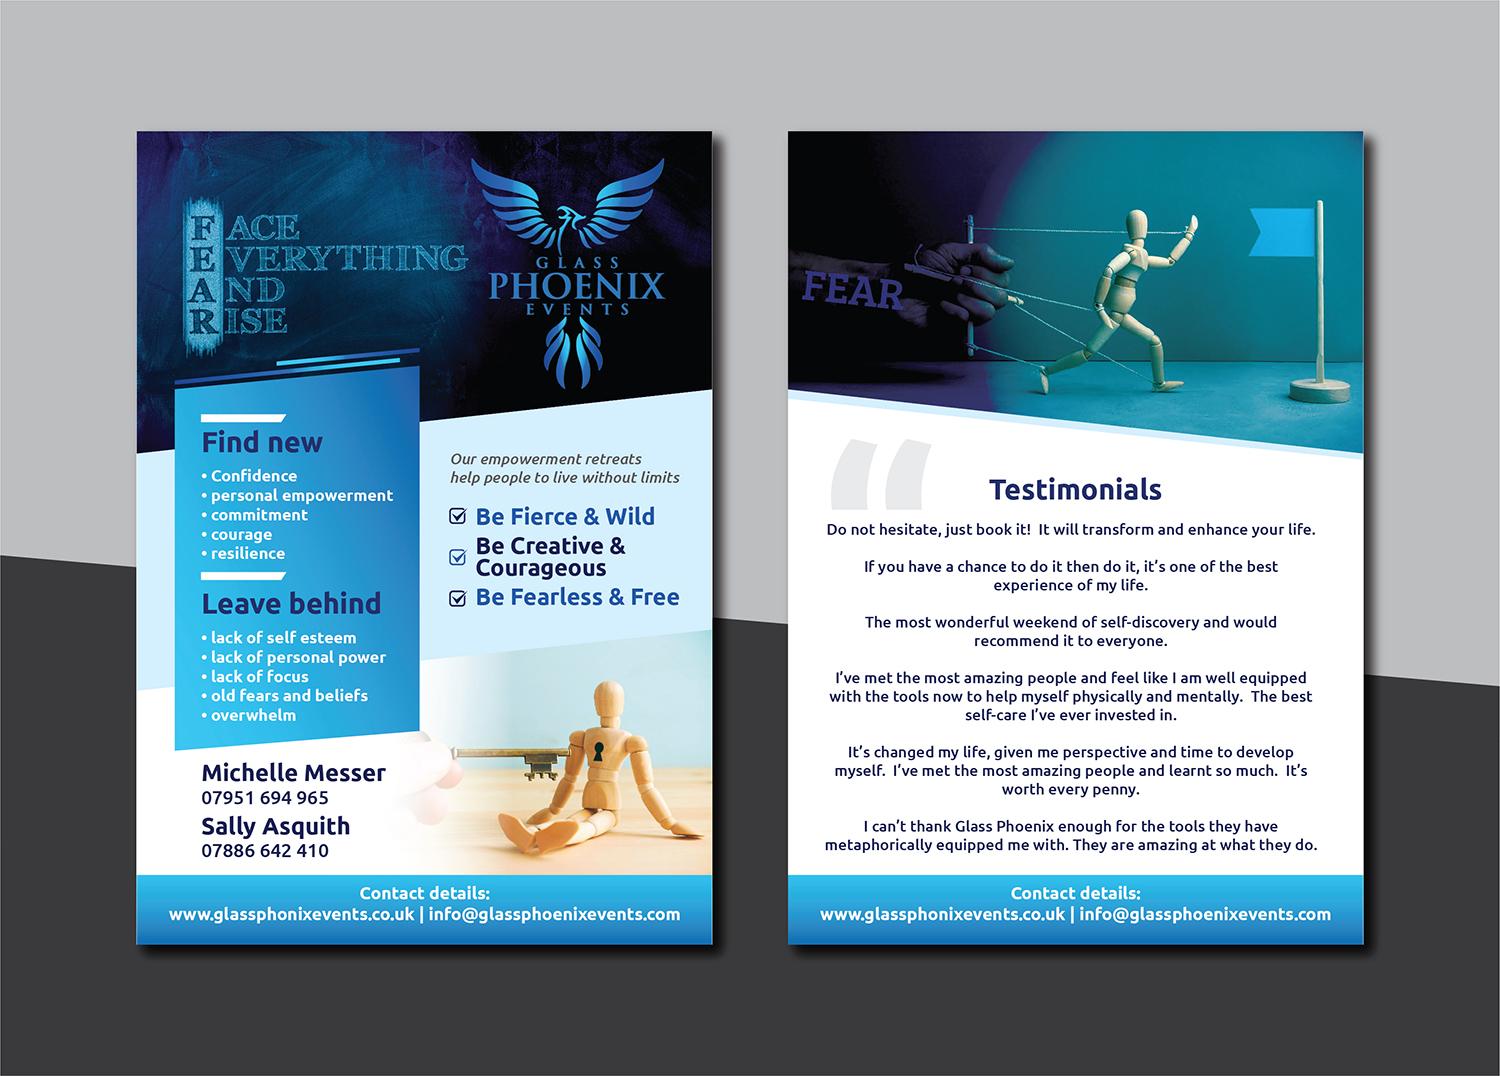 FACE
EVERYTHING
AND
RISE
GLASS
PHOENIX
EVENTS
Find new
• Confidence
• personal empowerment
• commitment
• courage
• resilience
Leave behind
• lack of self esteem
• lack of personal power
• lack of focus
• old fears and beliefs
• overwhelm
Our empowerment retreats
help people to live without limits
Be Fierce & Wild
Be Creative &
Courageous
Be Fearless & Free
Michelle Messer
07951 694 965
Sally Asquith
07886 642 410
Contact details:
www.glassphonixevents.co.uk | info@glassphoenixevents.com
FEAR
Testimonials
Do not hesitate, just book it!  It will transform and enhance your life.
If you have a chance to do it then do it, it’s one of the best
experience of my life.
The most wonderful weekend of self-discovery and would
recommend it to everyone.
I’ve met the most amazing people and feel like I am well equipped
with the tools now to help myself physically and mentally.  The best
self-care I’ve ever invested in.
It’s changed my life, given me perspective and time to develop
myself.  I’ve met the most amazing people and learnt so much.  It’s
worth every penny.
I can’t thank Glass Phoenix enough for the tools they have
metaphorically equipped me with. They are amazing at what they do.
Contact details:
www.glassphonixevents.co.uk | info@glassphoenixevents.com